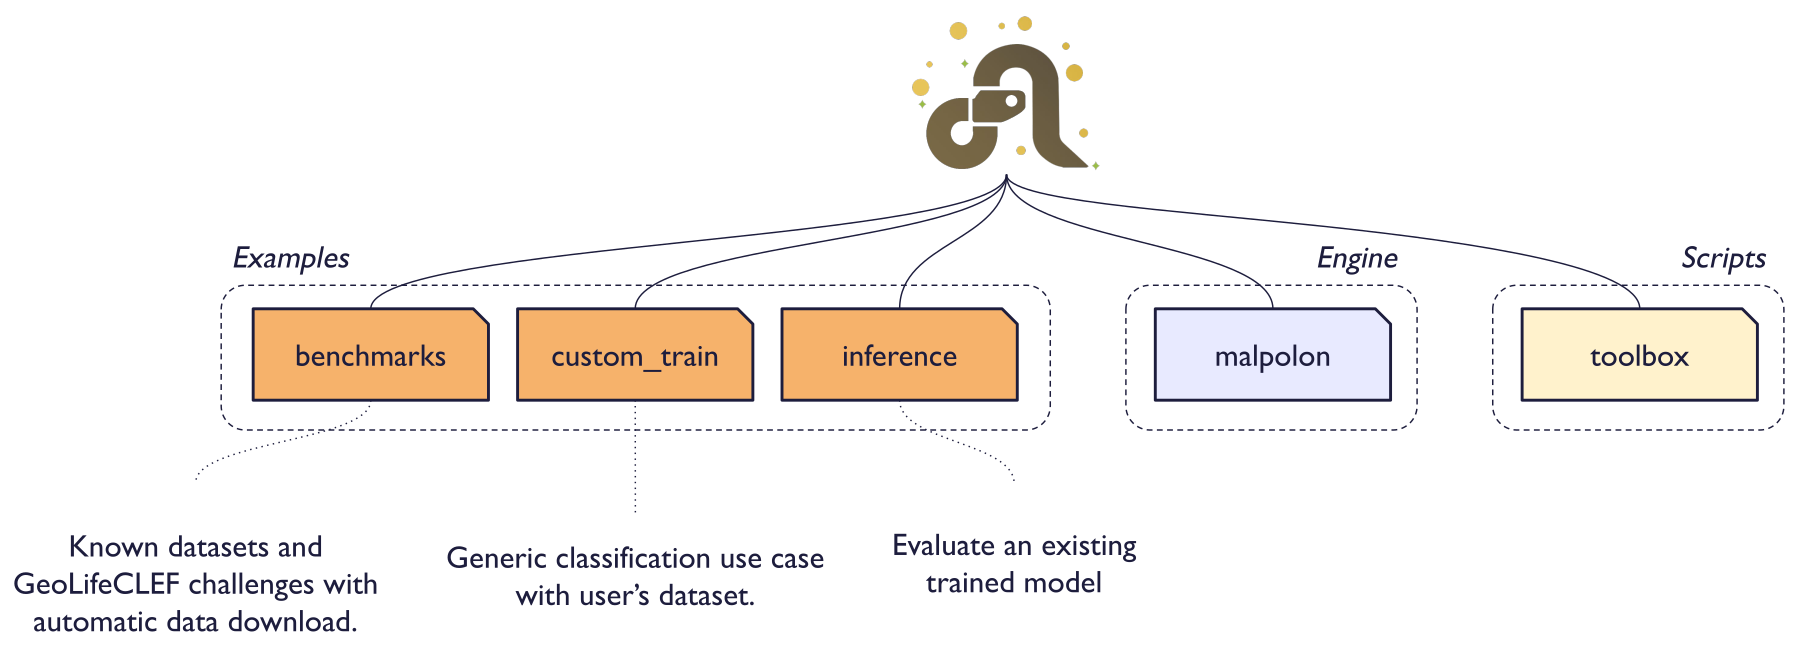 Examples
Engine
Scripts
benchmarks
custom_train
inference
malpolon
toolbox
Known datasets and
GeoLifeCLEF challenges with
automatic data download.
Generic classification use case
with user's dataset.
Evaluate an existing
trained model